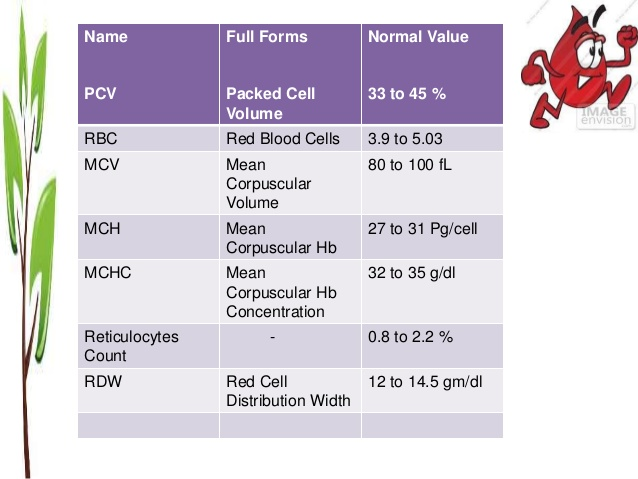 Name Full Forms Normal Value
PCV Packed Cell Volume 33 to 45 %
RBC Red Blood Cells 3.9 to 5.03
MCV Mean Corpuscular Volume 80 to 100 fL
MCH Mean Corpuscular Hb 27 to 31 Pg/cell
MCHC Mean Corpuscular Hb Concentration 32 to 35 g/dl
Reticulocytes Count - 0.8 to 2.2 %
RDW Red Cell Distribution Width 12 to 14.5 gm/dl
IMAGE
envision